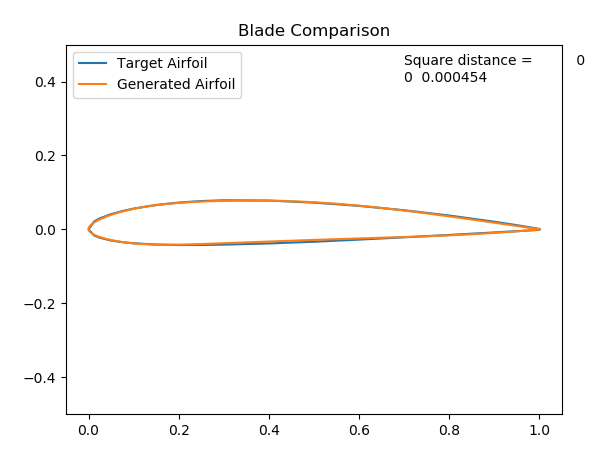 Blade Comparison
Target Airfoil
Generated Airfoil
Square distance =          0
0  0.000454
0.4
0.2
0.0
−0.2
−0.4
0.0 0.2 0.4 0.6 0.8 1.0